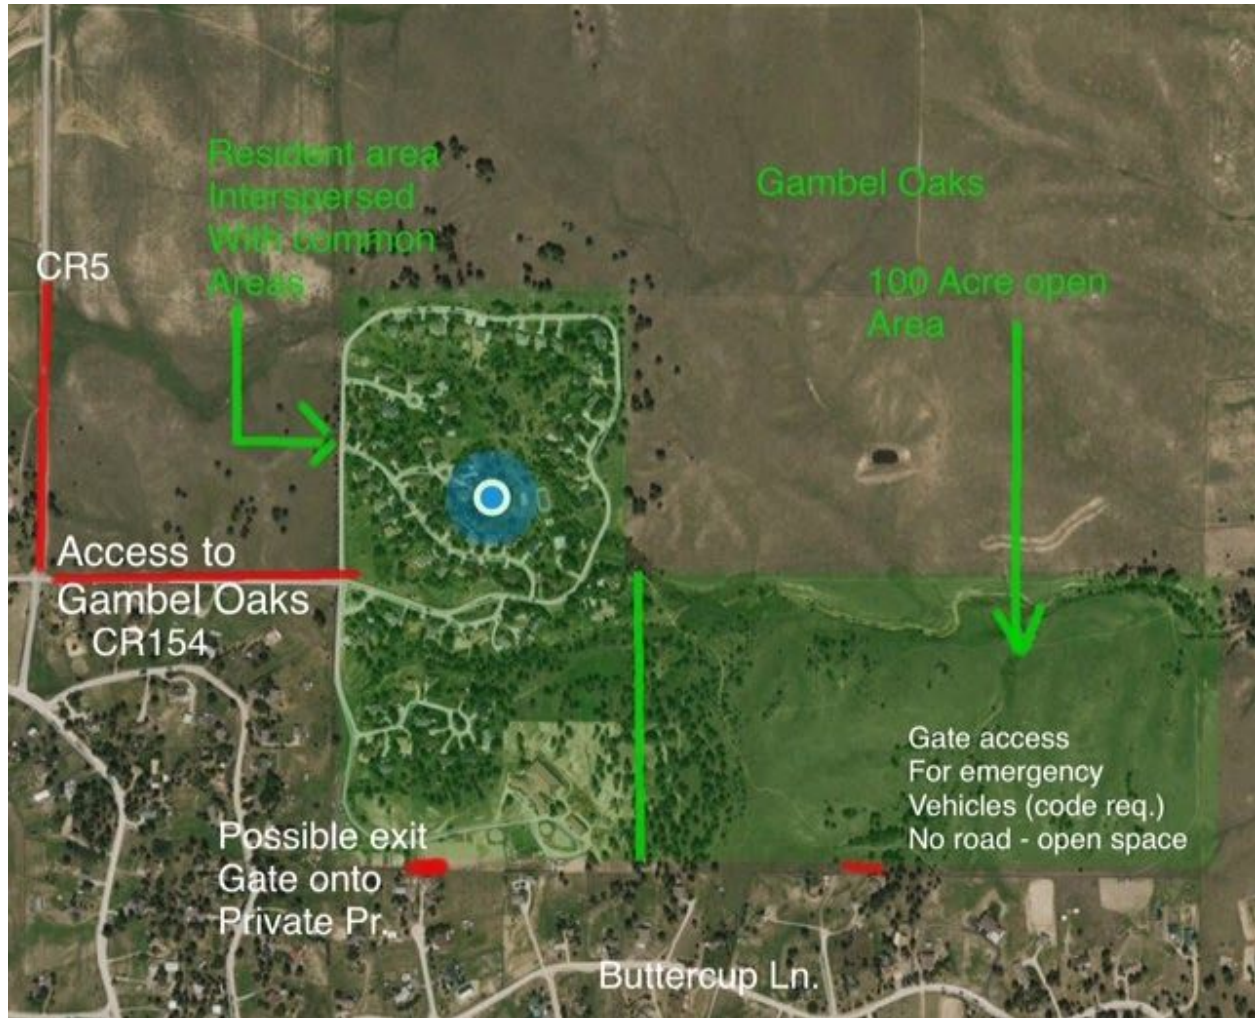 Resident area
Interspersed
With common
Areas
Gambel Oaks
CR5
100 Acre open
Area
Access to
Gambel Oaks
CR154
Gate access
For emergency
Vehicles (code req.)
No road - open space
Possible exit
Gate onto
Private Pr..
Buttercup Ln.